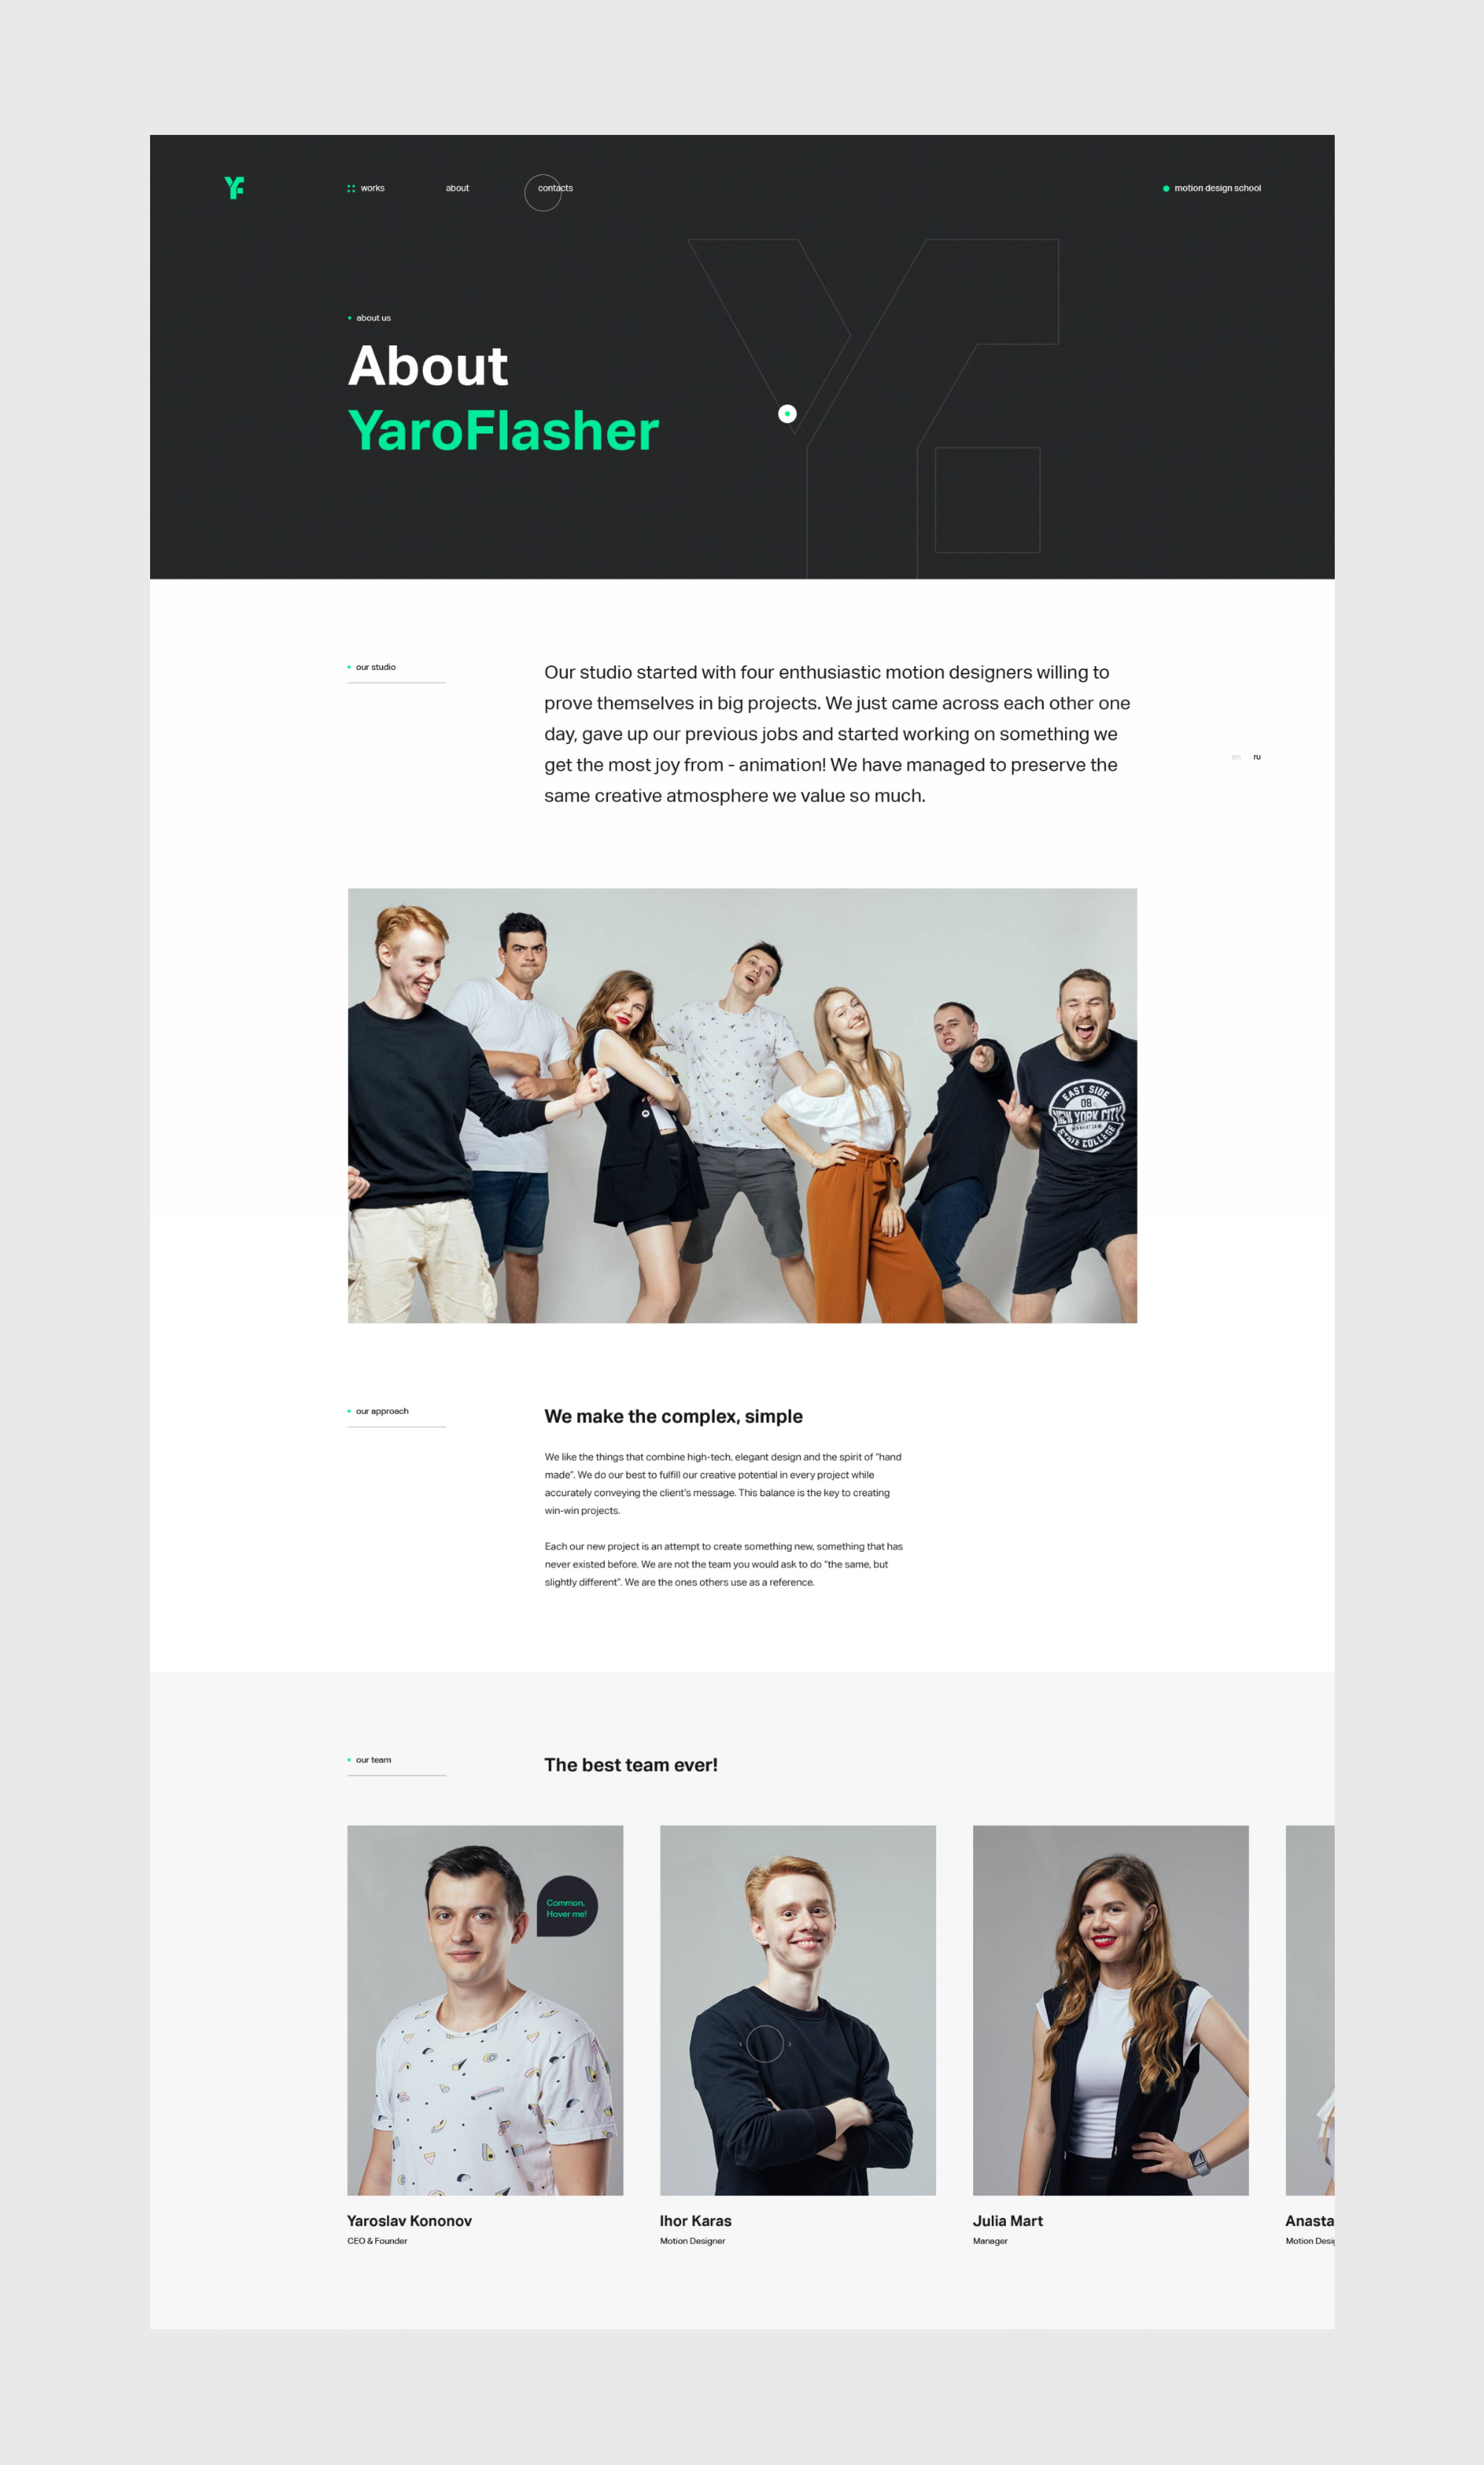 YF
works
about
contacts
motion design school
about us
About
YaroFlasher
our studio
Our studio started with four enthusiastic motion designers willing to
prove themselves in big projects. We just came across each other one
day, gave up our previous jobs and started working on something we
get the most joy from - animation! We have managed to preserve the
same creative atmosphere we value so much.
en ru
EAST SIDE
08
NEW YORK CITY
STATE COLLEGE
our approach
We make the complex, simple
We like the things that combine high-tech, elegant design and the spirit of "hand
made". We do our best to fulfill our creative potential in every project while
accurately conveying the client's message. This balance is the key to creating
win-win projects.
Each our new project is an attempt to create something new, something that has
never existed before. We are not the team you would ask to do "the same, but
slightly different". We are the ones others use as a reference.
our team
The best team ever!
Common,
Hover me!
Yaroslav Kononov
CEO & Founder
Ihor Karas
Motion Designer
Julia Mart
Manager
Anasta
Motion Desig